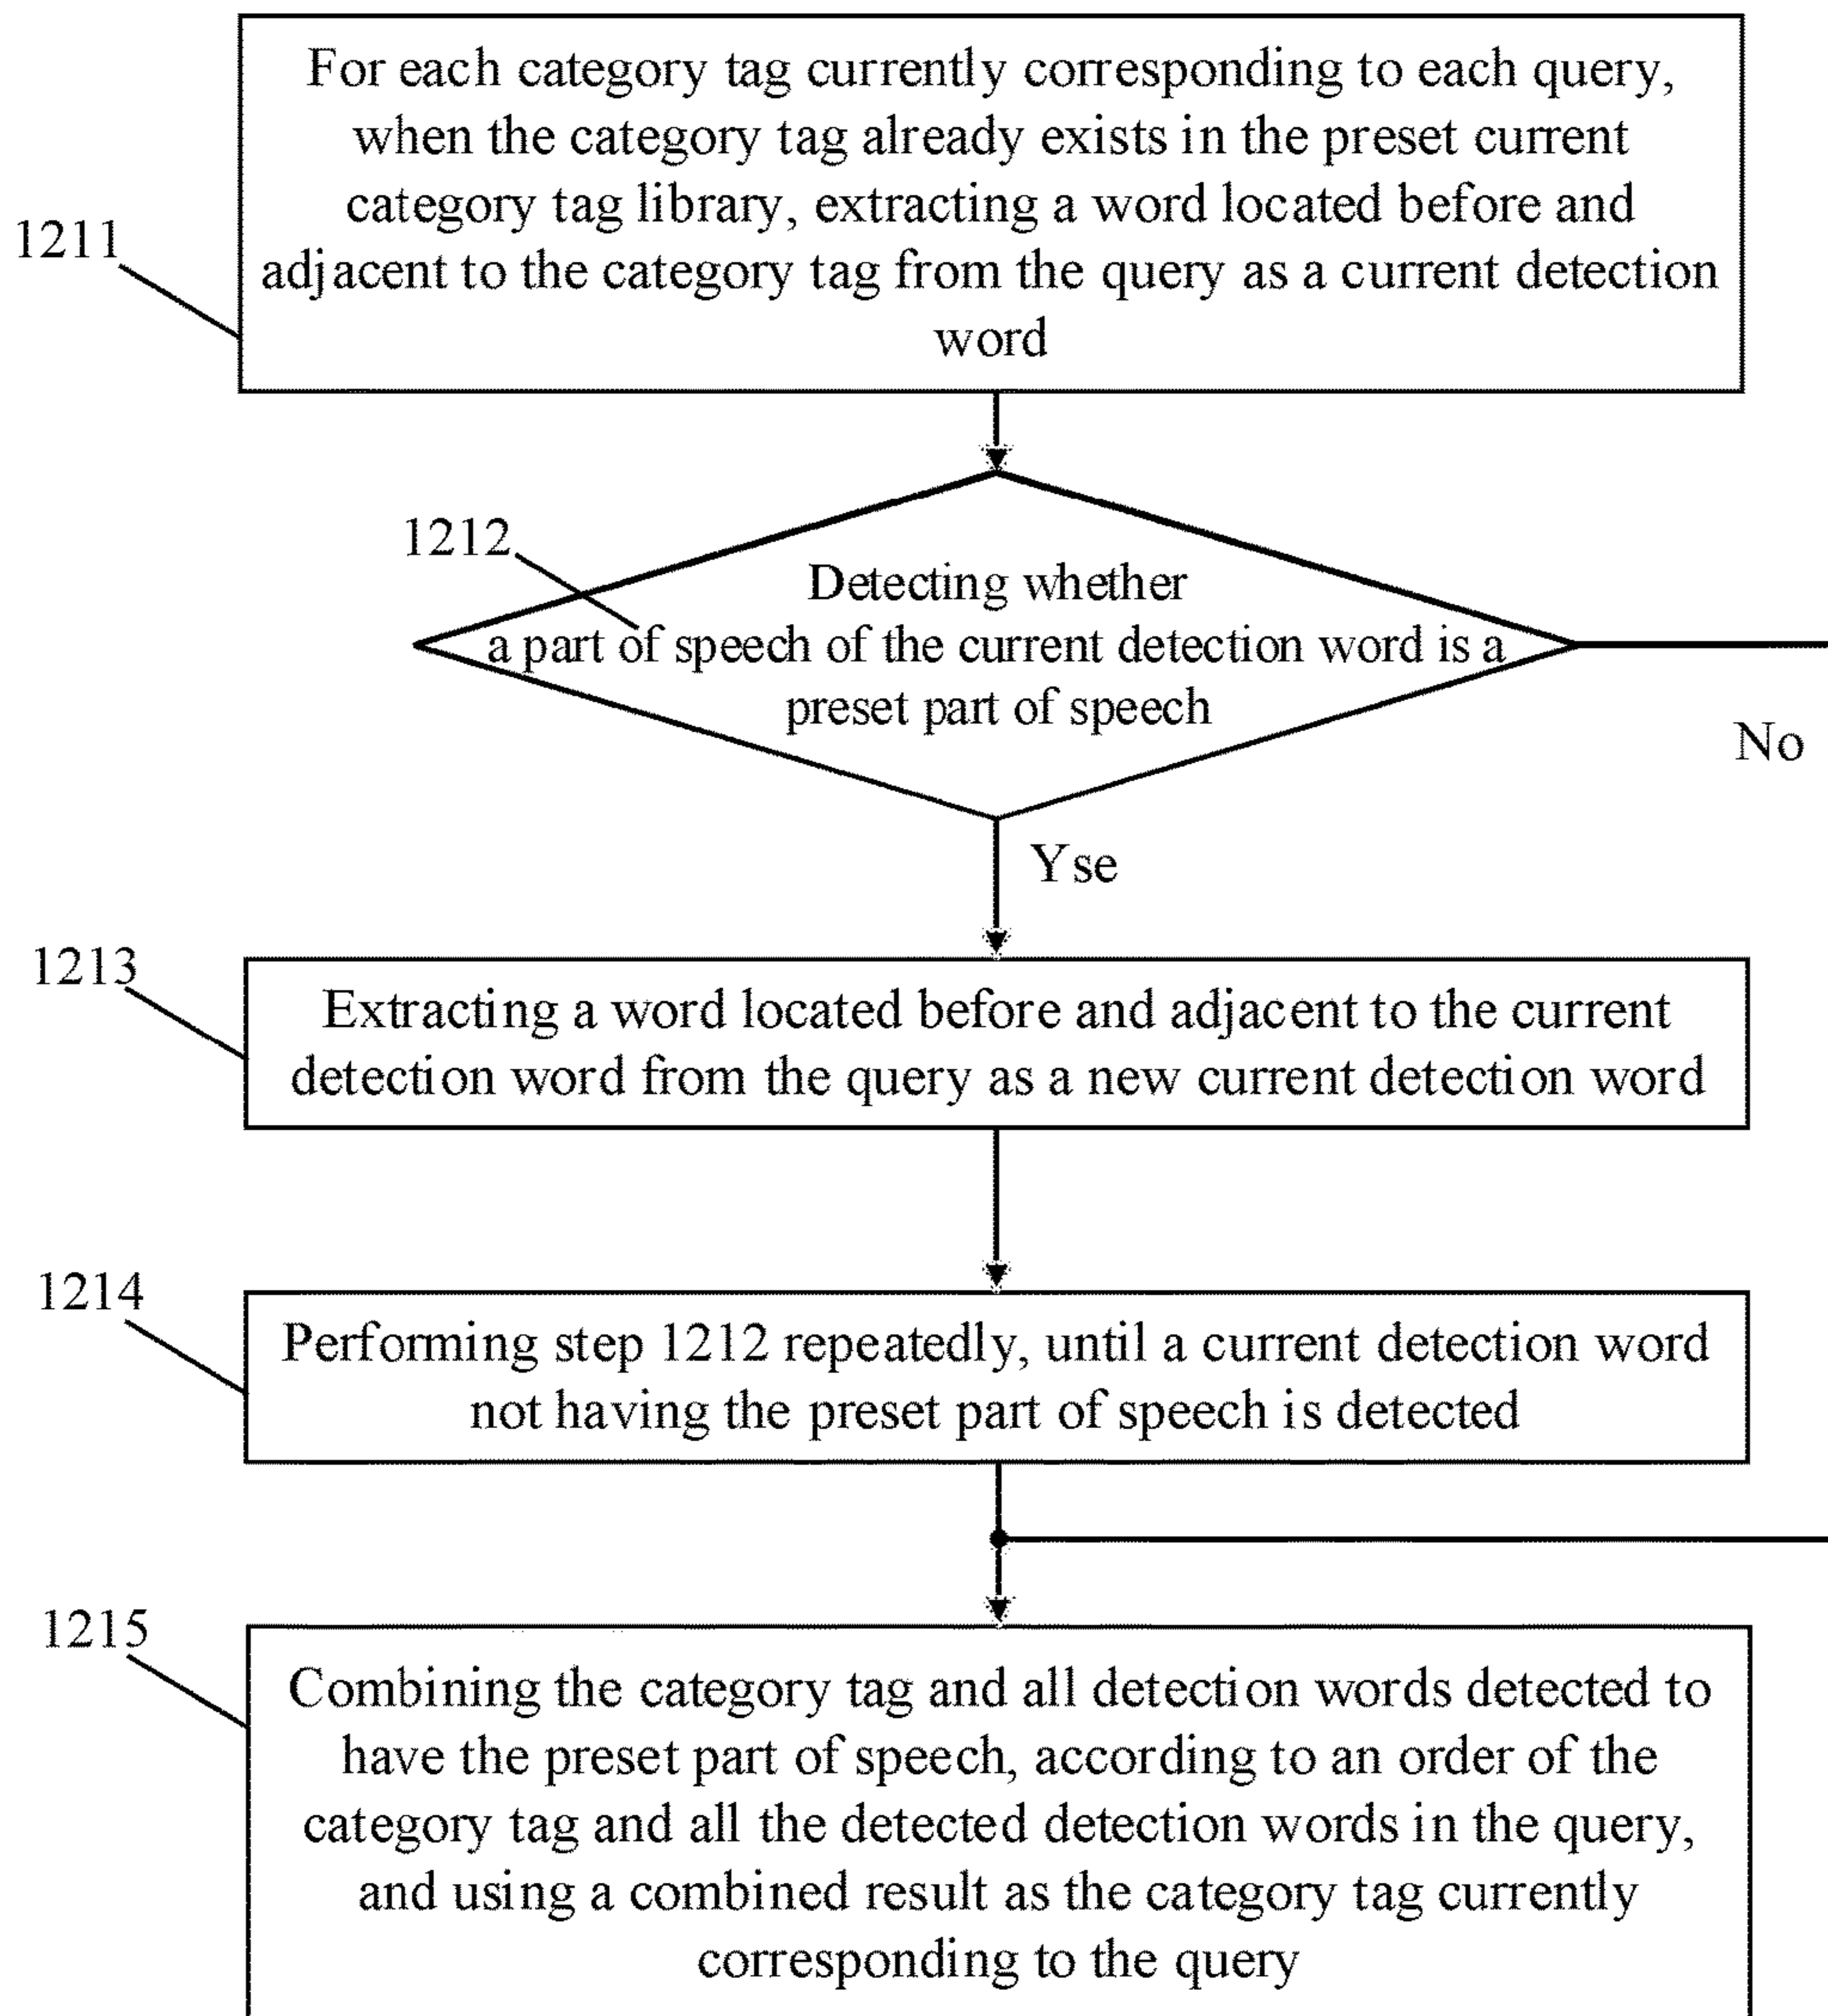 For each category tag currently corresponding to each query,
when the category tag already exists in the preset current
category tag library, extracting a word located before and
adjacent to the category tag from the query as a current detection
word
1211
1212
Detecting whether
a part of speech of the current detection word is a
preset part of speech
No
Yse
1213
Extracting a word located before and adjacent to the current
detection word from the query as a new current detection word
1214
Performing step 1212 repeatedly, until a current detection word
not having the preset part of speech is detected
1215
Combining the category tag and all detection words detected to
have the preset part of speech, according to an order of the
category tag and all the detected detection words in the query,
and using a combined result as the category tag currently
corresponding to the query